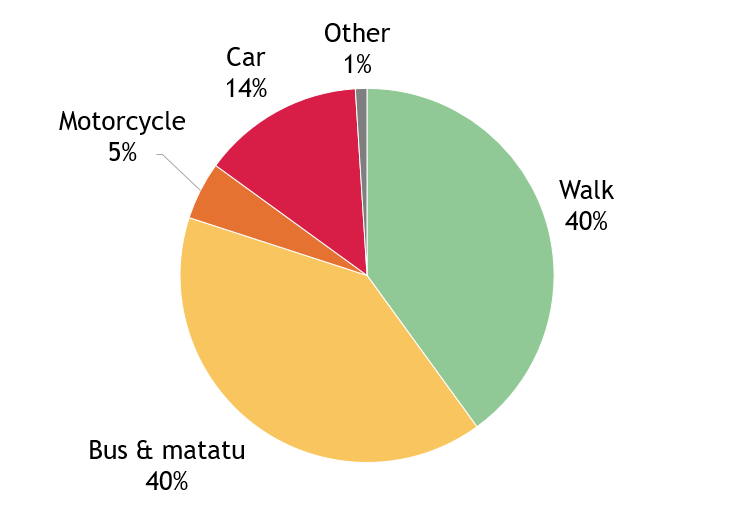 Other
1%
Car
14%
Motorcycle
5%
Walk
40%
Bus & matatu
40%